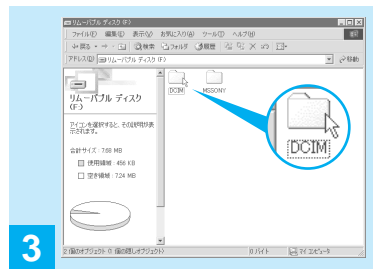 リムーバブル ディスク (F:)
ファイル(F) 編集(E) 表示(V) お気に入り(A) ツール(T) ヘルプ(H)
戻る 検索 フォルダ 履歴
アドレス(D) リムーバブル ディスク (F:) 移動
リムーバブル ディスク
(F:)
アイコンを選択すると、その説明が表
示されます。
合計サイズ : 7.68 MB
使用領域 : 456 KB
空き領域 : 7.24 MB
DCIM MSSONY
DCIM
2 個のオブジェクト (1 個の隠しオブジェクト) 0 バイト マイ コンピュータ
3